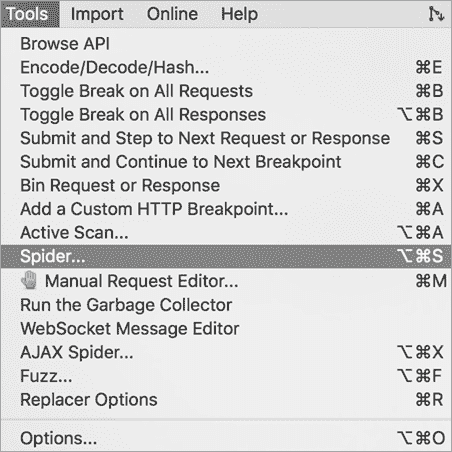 Tools Import Online Help
Browse API
Encode/Decode/Hash... ⌘E
Toggle Break on All Requests ⌘B
Toggle Break on All Responses ⌥⌘B
Submit and Step to Next Request or Response ⌘S
Submit and Continue to Next Breakpoint ⌘C
Bin Request or Response ⌘X
Add a Custom HTTP Breakpoint... ⌘A
Active Scan... ⌥⌘A
Spider... ⌥⌘S
Manual Request Editor... ⌘M
Run the Garbage Collector
WebSocket Message Editor
AJAX Spider... ⌥⌘X
Fuzz... ⌥⌘F
Replacer Options ⌘R
Options... ⌥⌘O